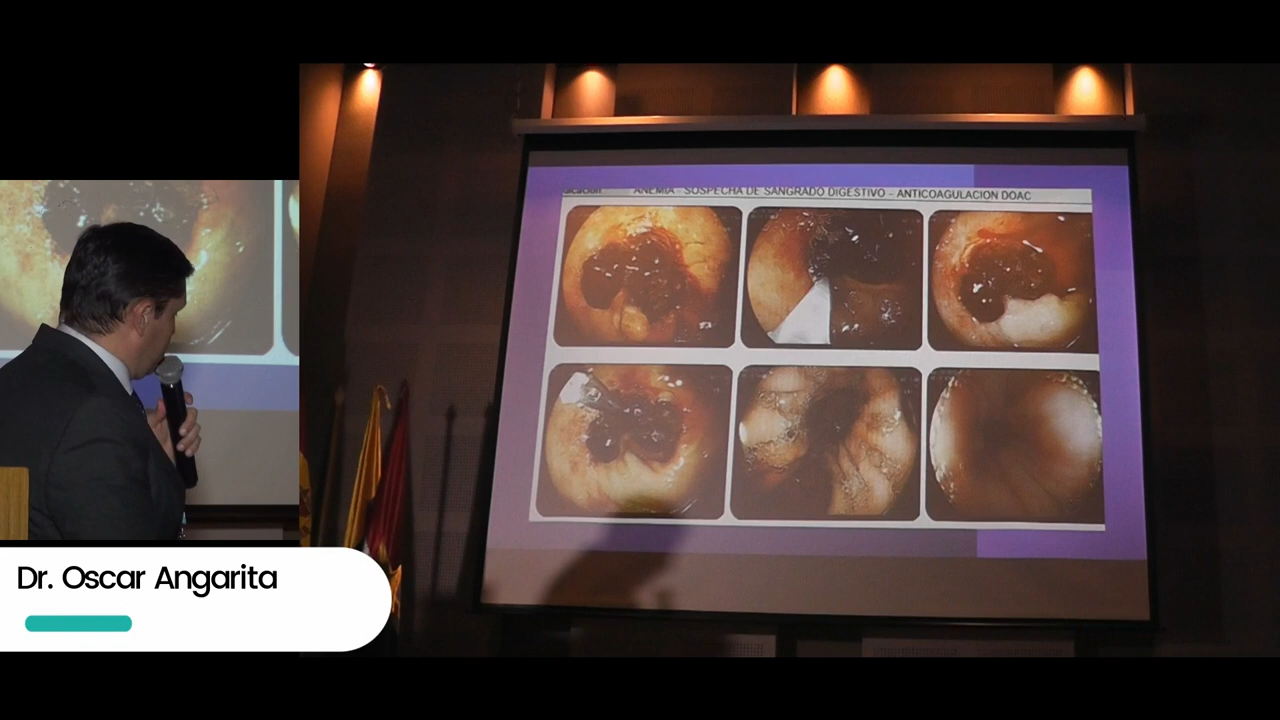 ANEMIA - SOSPECHA DE SANGRADO DIGESTIVO - ANTICOAGULACION DOAC
Dr. Oscar Angarita